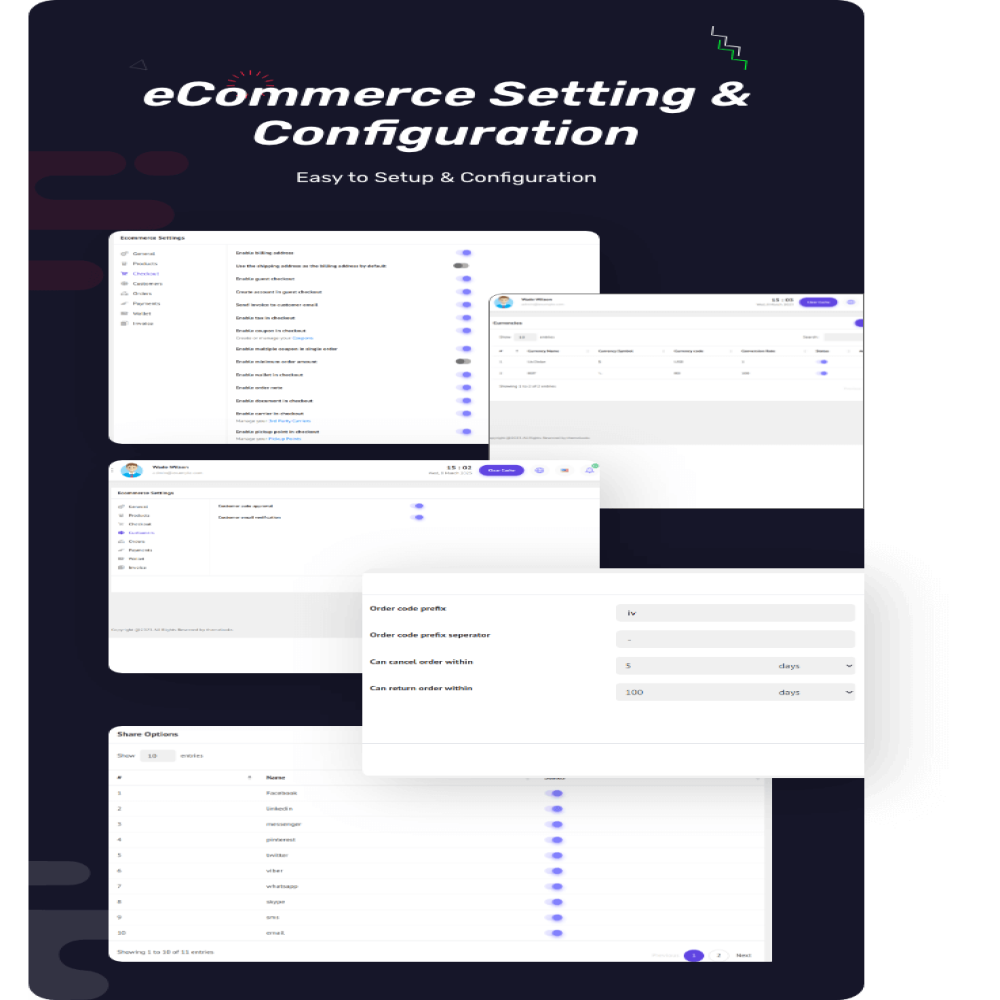 eCommerce Setting &
Configuration
Easy to Setup & Configuration
Ecommerce Settings
General
Products
Checkout
Customers
Orders
Payments
Wallet
Invoice
Enable billing address
Use the shipping address as the billing address by default
Enable guest checkout
Create account in guest checkout
Send invoice to customer email
Enable tax in checkout
Enable coupon in checkout
Create or manage your Coupons
Enable multiple coupon in single order
Enable minimum order amount
Enable wallet in checkout
Enable order note
Enable document in checkout
Enable carrier in checkout
Manage your 3rd Party Carriers
Enable pickup point in checkout
Manage your Pickup Points
Wade Wilson
15 : 05
Clear Cache
Currencies
Show 10 entries
Search:
# Currency Name Currency Symbol Currency code Conversion Rate Status
Showing 1 to 2 of 2 entries
Wade Wilson
15 : 02
Clear Cache
Ecommerce Settings
General
Products
Checkout
Customers
Orders
Payments
Wallet
Invoice
Customer auto approval
Customer email verification
Order code prefix iv
Order code prefix seperator -
Can cancel order within 5 days
Can return order within 100 days
Share Options
Show 10 entries
# Name
1 Facebook
2 linkedin
3 messenger
4 pinterest
5 twitter
6 viber
7 whatsapp
8 skype
9 sms
10 email
Showing 1 to 10 of 11 entries
Previous 1 2 Next